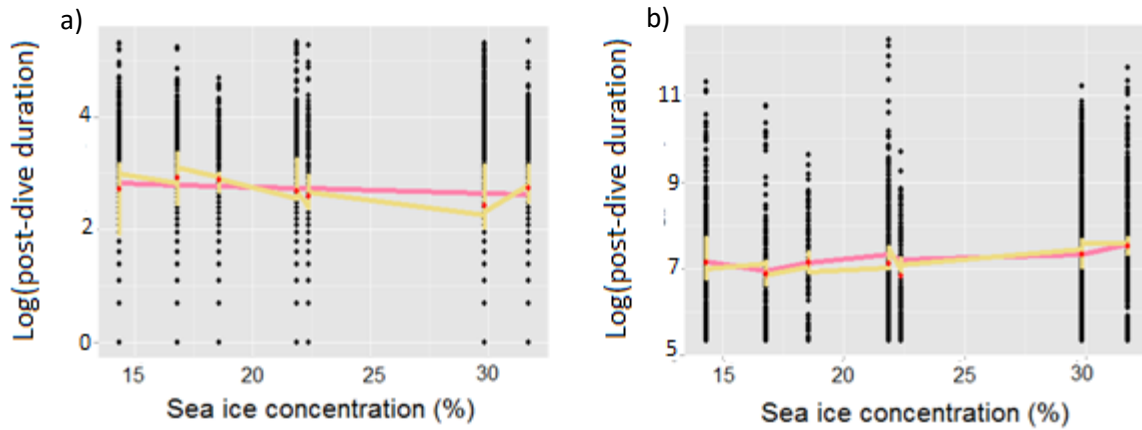 a)
Log(post-dive duration)
4
2
0
15
20
25
30
Sea ice concentration (%)
b)
Log(post-dive duration)
11
9
7
5
15
20
25
30
Sea ice concentration (%)